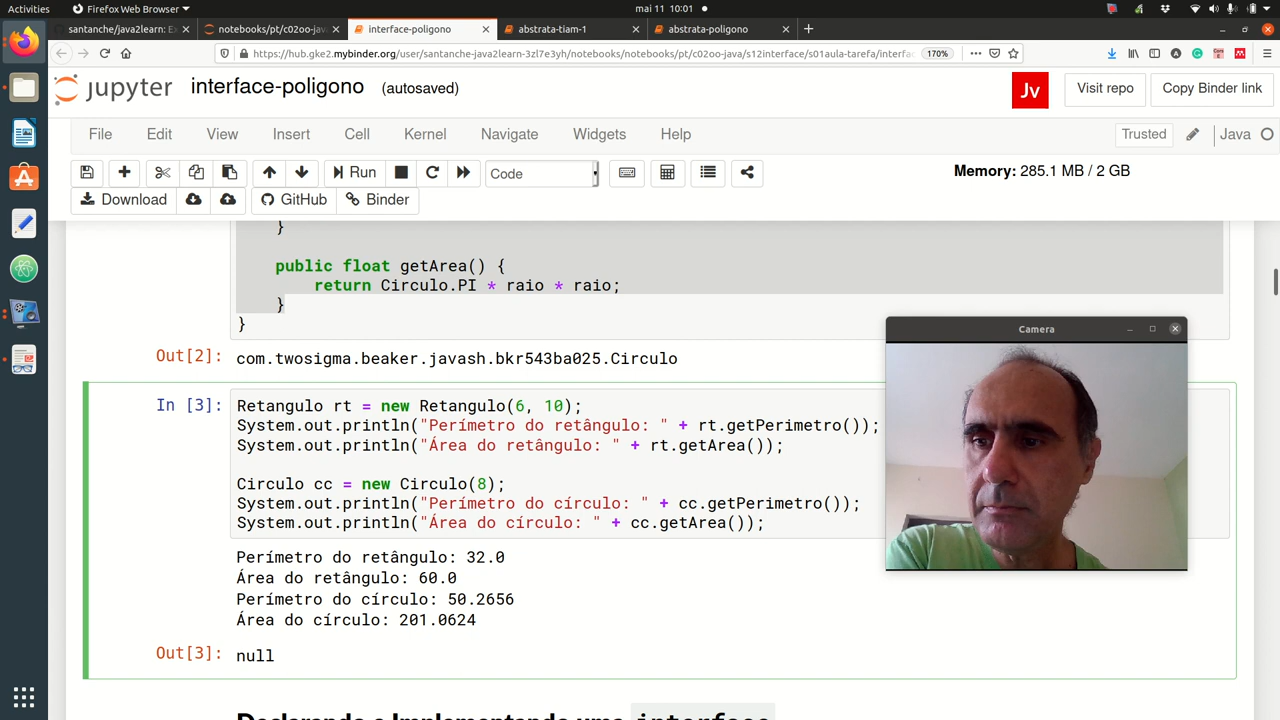 Activities
Firefox Web Browser
mai 11 10:01
santanche/java2learn: Ex
notebooks/pt/c02oo-jav
interface-poligono
abstrata-tiam-1
abstrata-poligono
https://hub.gke2.mybinder.org/user/santanche-java2learn-3zl7e3yh/notebooks/notebooks/pt/c02oo-java/s12interface/s01aula-tarefa/interfac
170%
jupyter
interface-poligono (autosaved)
Jv
Visit repo
Copy Binder link
File
Edit
View
Insert
Cell
Kernel
Navigate
Widgets
Help
Trusted
Java
Run
Code
Memory: 285.1 MB / 2 GB
Download
GitHub
Binder
}
public float getArea() {
return Circulo.PI * raio * raio;
}
}
Out[2]: com.twosigma.beaker.javash.bkr543ba025.Circulo
Camera
In [3]: Retangulo rt = new Retangulo(6, 10);
System.out.println("Perímetro do retângulo: " + rt.getPerimetro());
System.out.println("Área do retângulo: " + rt.getArea());
Circulo cc = new Circulo(8);
System.out.println("Perímetro do círculo: " + cc.getPerimetro());
System.out.println("Área do círculo: " + cc.getArea());
Perímetro do retângulo: 32.0
Área do retângulo: 60.0
Perímetro do círculo: 50.2656
Área do círculo: 201.0624
Out[3]: null
Declarando e Implementando uma interface